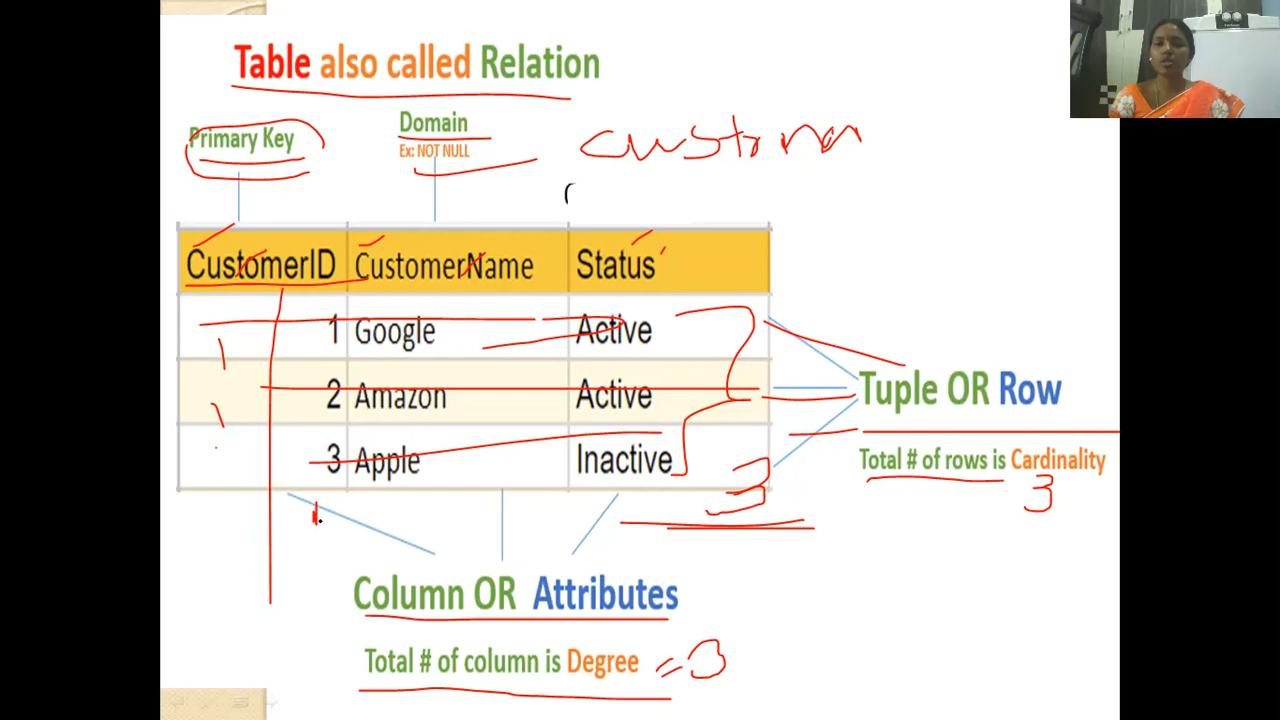 Table also called Relation
Primary Key
Domain
Ex: NOT NULL
CustomerID CustomerName Status
1 Google Active
2 Amazon Active
3 Apple Inactive
3
Tuple OR Row
Total # of rows is Cardinality
3
Column OR Attributes
Total # of column is Degree = 3